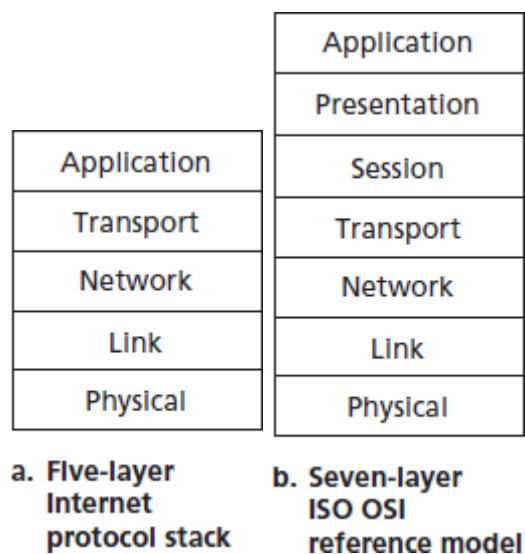 Application
Transport
Network
Link
Physical
a. Five-layer
Internet
protocol stack
Application
Presentation
Session
Transport
Network
Link
Physical
b. Seven-layer
ISO OSI
reference model